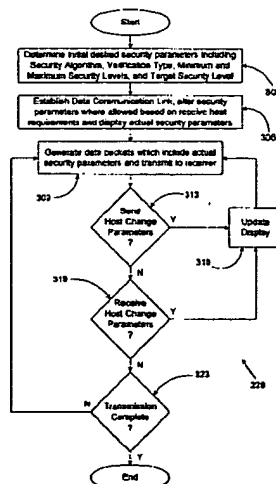 Start
Determine initial desired security parameters including
Security Algorithm, Verification Type, Minimum and
Maximum Security Levels, and Target Security Level
Establish Data Communication Link, alter security
parameters where allowed based on receive host
requirements and display actual security parameters
Generate data packets which include actual
security parameters and transmit to receiver
313
Send
Host Change
Parameters
?
Y
Update
Display
N
319
Receive
Host Change
Parameters
?
Y
N
323
N
Transmission
Complete
?
Y
End